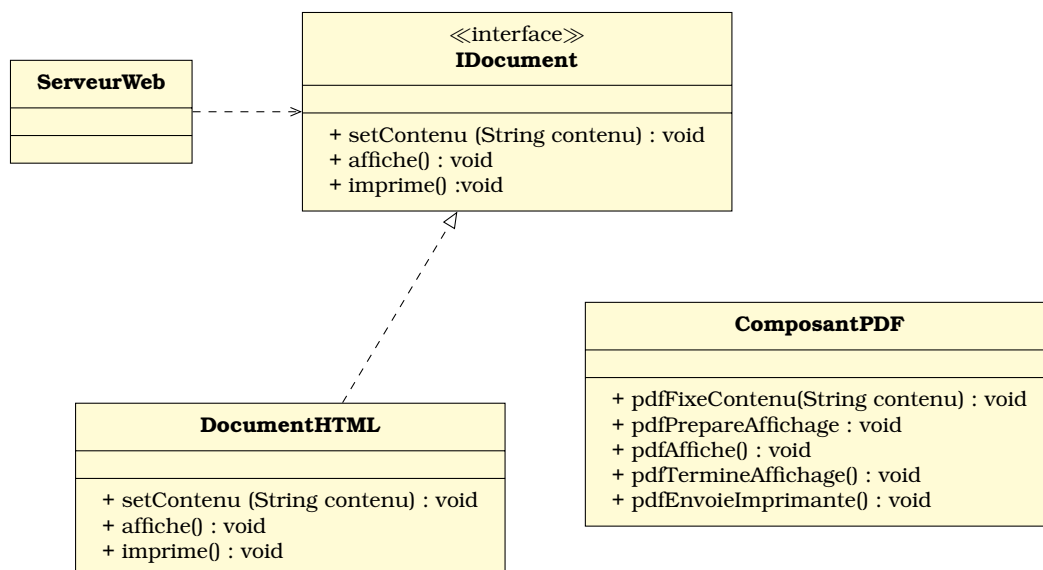 ≪interface≫
IDocument
+ setContenu (String contenu) : void
+ affiche() : void
+ imprime() :void
ServeurWeb
ComposantPDF
+ pdfFixeContenu(String contenu) : void
+ pdfPrepareAffichage : void
+ pdfAffiche() : void
+ pdfTermineAffichage() : void
+ pdfEnvoieImprimante() : void
DocumentHTML
+ setContenu (String contenu) : void
+ affiche() : void
+ imprime() : void